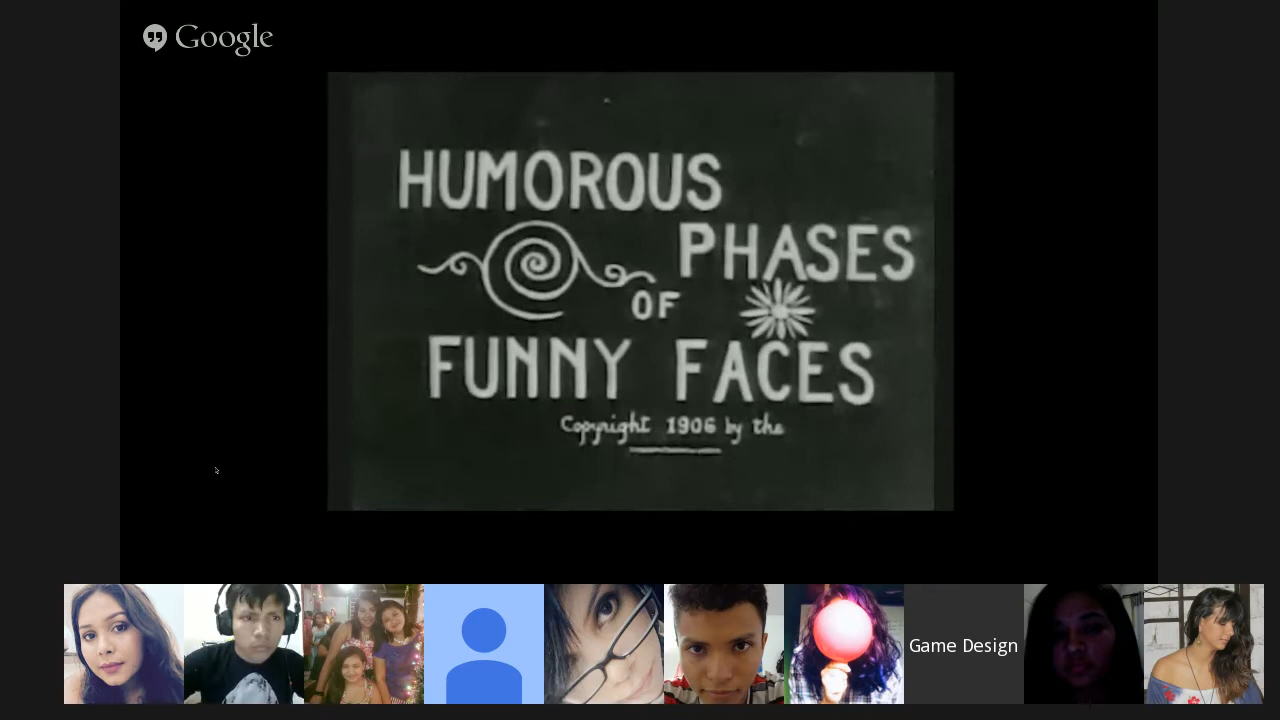 Google
HUMOROUS
PHASES
OF
FUNNY FACES
Copyright 1906 by the
Game Design